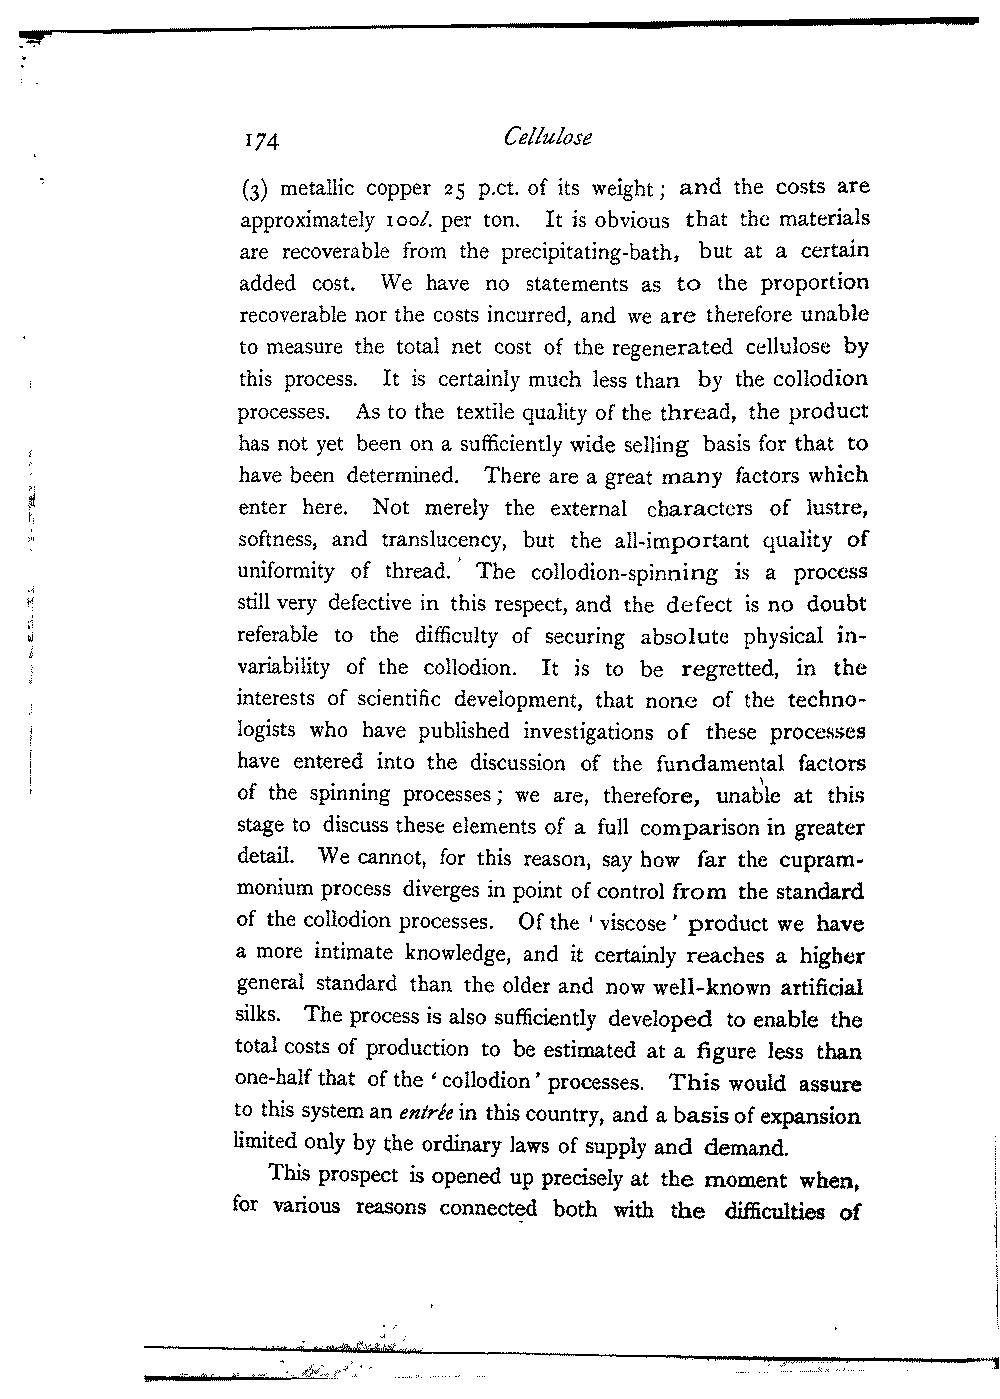 174 Cellulose
(3) metallic copper 25 p.ct. of its weight; and the costs are
approximately 100l. per ton. It is obvious that the materials
are recoverable from the precipitating-bath, but at a certain
added cost. We have no statements as to the proportion
recoverable nor the costs incurred, and we are therefore unable
to measure the total net cost of the regenerated cellulose by
this process. It is certainly much less than by the collodion
processes. As to the textile quality of the thread, the product
has not yet been on a sufficiently wide selling basis for that to
have been determined. There are a great many factors which
enter here. Not merely the external characters of lustre,
softness, and translucency, but the all-important quality of
uniformity of thread. The collodion-spinning is a process
still very defective in this respect, and the defect is no doubt
referable to the difficulty of securing absolute physical in-
variability of the collodion. It is to be regretted, in the
interests of scientific development, that none of the techno-
logists who have published investigations of these processes
have entered into the discussion of the fundamental factors
of the spinning processes; we are, therefore, unable at this
stage to discuss these elements of a full comparison in greater
detail. We cannot, for this reason, say how far the cupram-
monium process diverges in point of control from the standard
of the collodion processes. Of the ‘viscose’ product we have
a more intimate knowledge, and it certainly reaches a higher
general standard than the older and now well-known artificial
silks. The process is also sufficiently developed to enable the
total costs of production to be estimated at a figure less than
one-half that of the ‘collodion’ processes. This would assure
to this system an entrée in this country, and a basis of expansion
limited only by the ordinary laws of supply and demand.
This prospect is opened up precisely at the moment when,
for various reasons connected both with the difficulties of